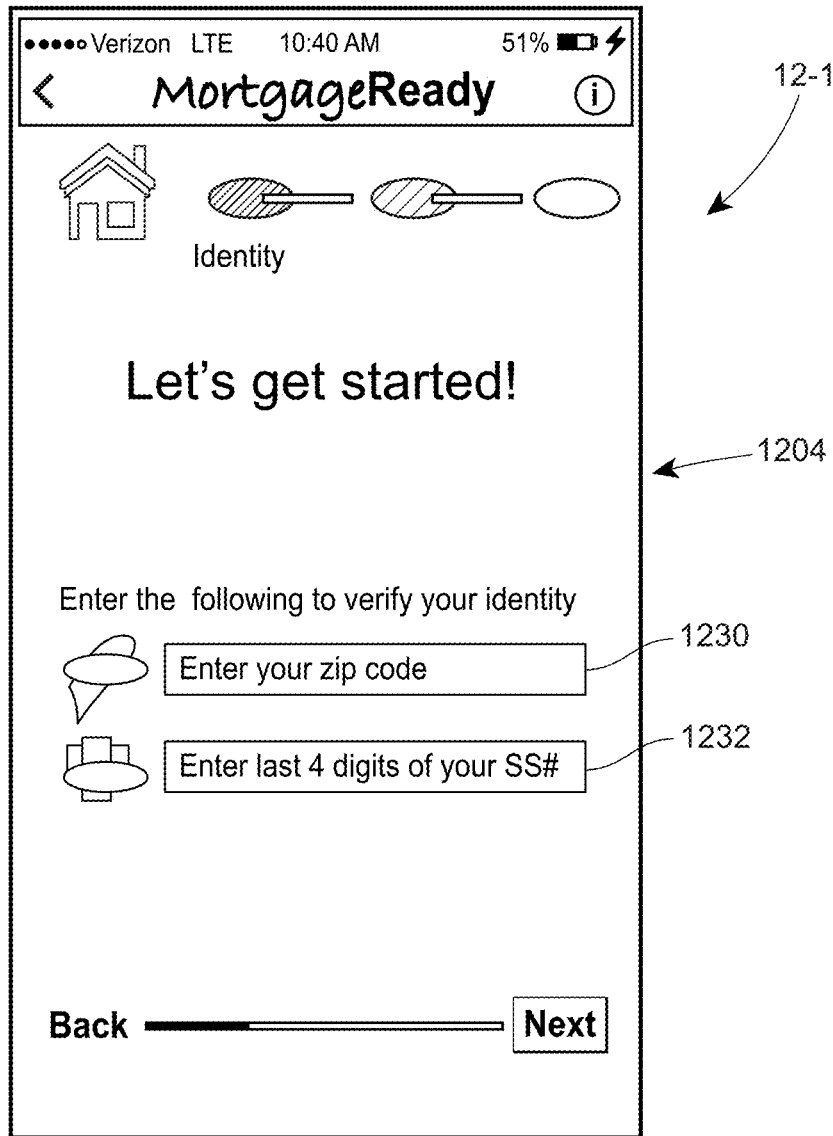 Verizon LTE 10:40 AM 51%
MortgageReady
i
12-1
Identity
Let's get started!
1204
Enter the following to verify your identity
1230
Enter your zip code
1232
Enter last 4 digits of your SS#
Back Next